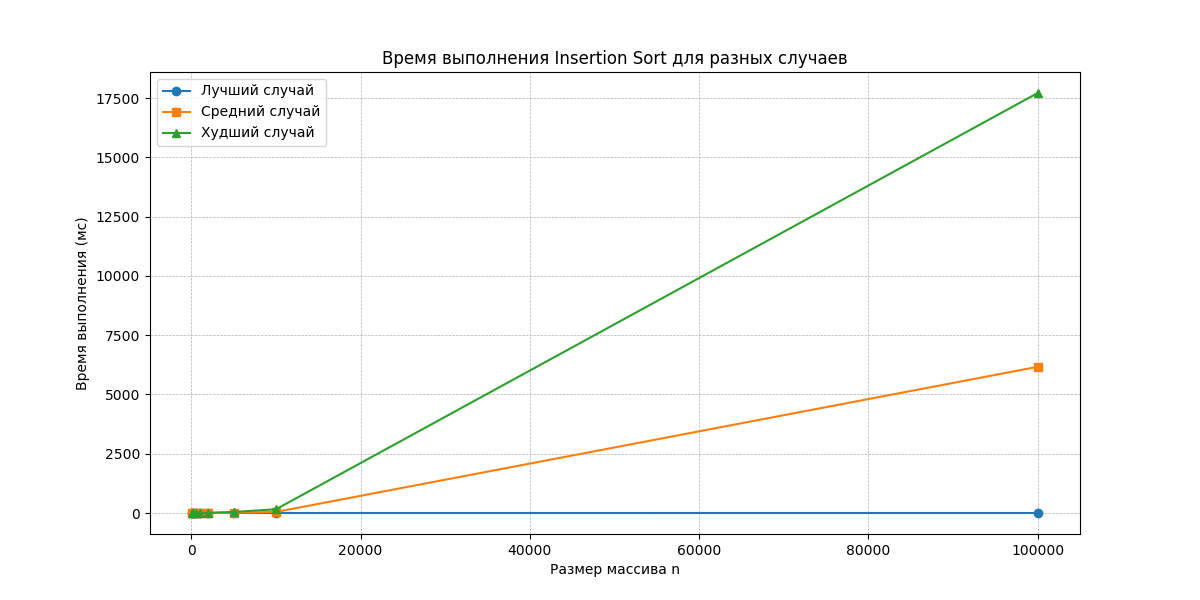 Время выполнения Insertion Sort для разных случаев
Лучший случай
Средний случай
Худший случай
Время выполнения (мс)
17500
15000
12500
10000
7500
5000
2500
0
0
20000
40000
60000
80000
100000
Размер массива n